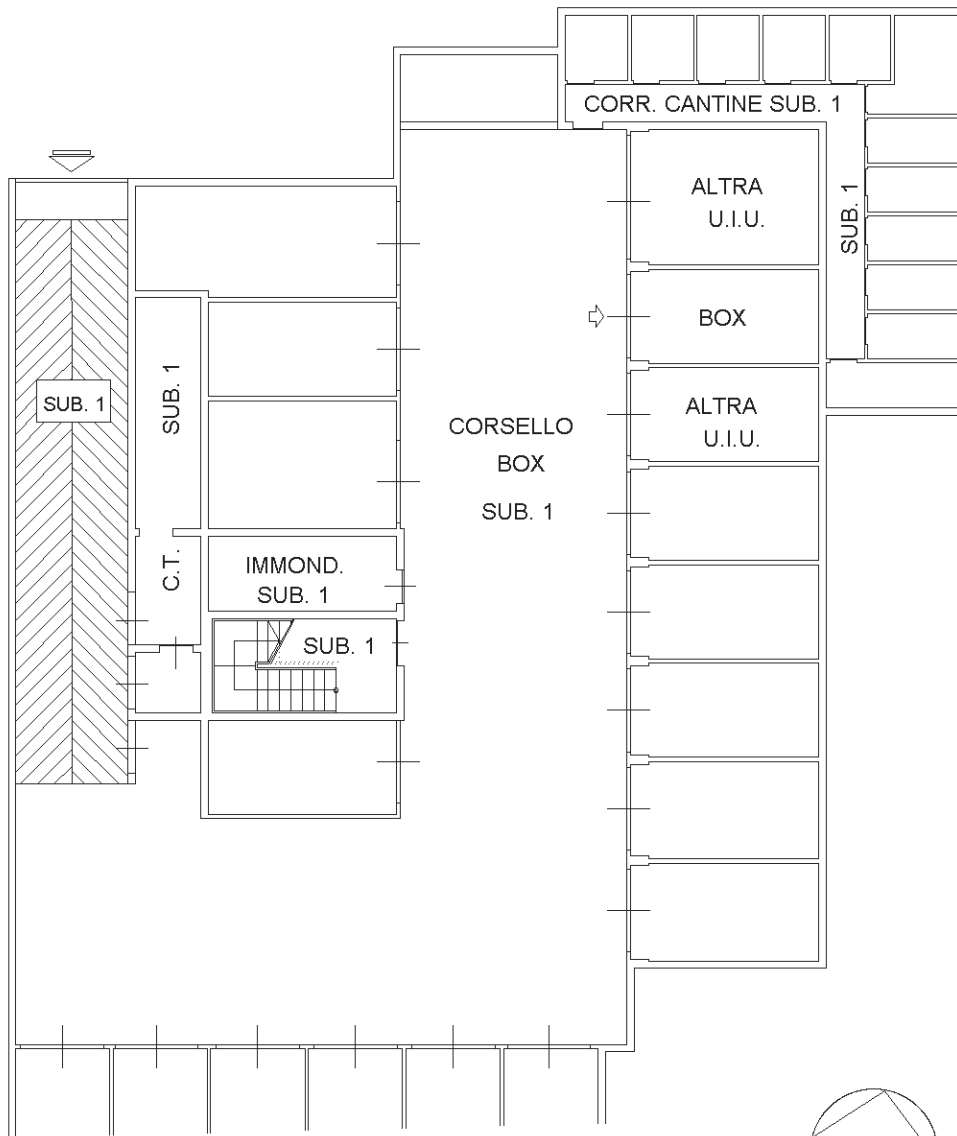 CORR. CANTINE SUB. 1
ALTRA
U.I.U.
SUB. 1
BOX
SUB. 1
SUB. 1
ALTRA
U.I.U.
CORSELLO
BOX
SUB. 1
C.T.
IMMOND.
SUB. 1
SUB. 1